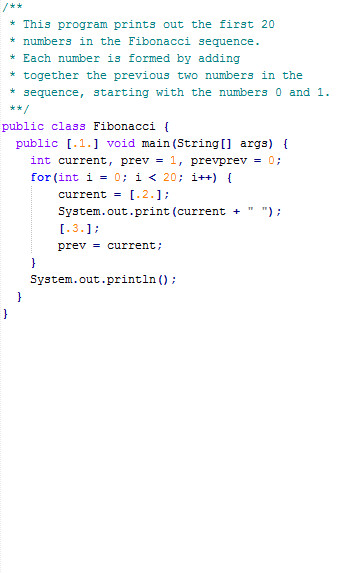 /**
 * This program prints out the first 20
 * numbers in the Fibonacci sequence.
 * Each number is formed by adding
 * together the previous two numbers in the
 * sequence, starting with the numbers 0 and 1.
 **/
public class Fibonacci {
  public [.1.] void main(String[] args) {
    int current, prev = 1, prevprev = 0;
    for(int i = 0; i < 20; i++) {
        current = [.2.];
        System.out.print(current + " ");
        [.3.];
        prev = current;
    }
    System.out.println();
  }
}